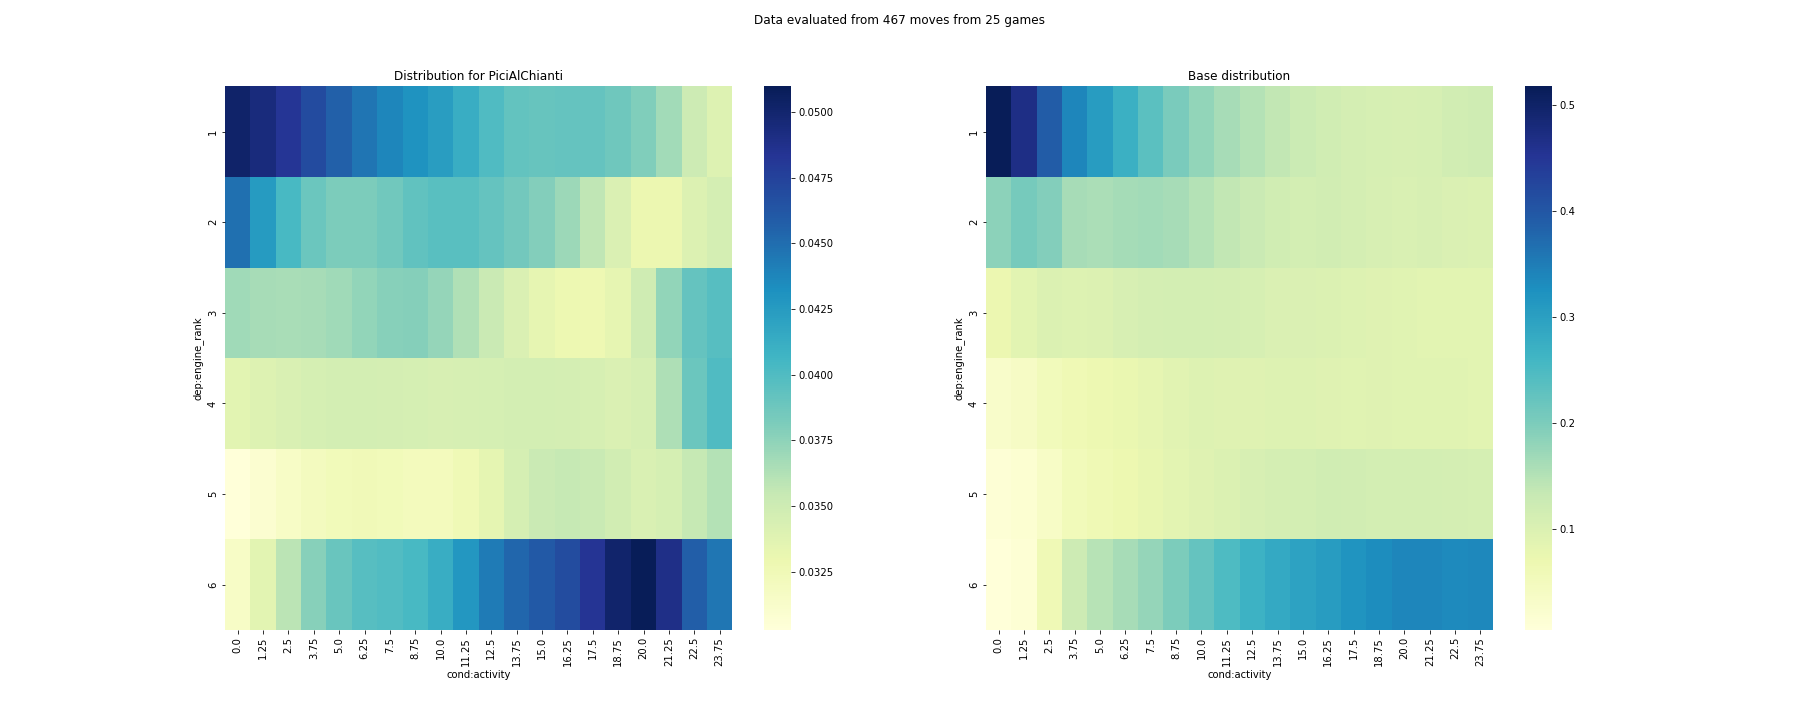 Data evaluated from 467 moves from 25 games
Distribution for PiciAlChianti
dep:engine_rank
1
2
3
4
5
6
0.0 1.25 2.5 3.75 5.0 6.25 7.5 8.75 10.0 11.25 12.5 13.75 15.0 16.25 17.5 18.75 20.0 21.25 22.5 23.75
cond:activity
0.0500
0.0475
0.0450
0.0425
0.0400
0.0375
0.0350
0.0325
Base distribution
dep:engine_rank
1
2
3
4
5
6
0.0 1.25 2.5 3.75 5.0 6.25 7.5 8.75 10.0 11.25 12.5 13.75 15.0 16.25 17.5 18.75 20.0 21.25 22.5 23.75
cond:activity
0.5
0.4
0.3
0.2
0.1